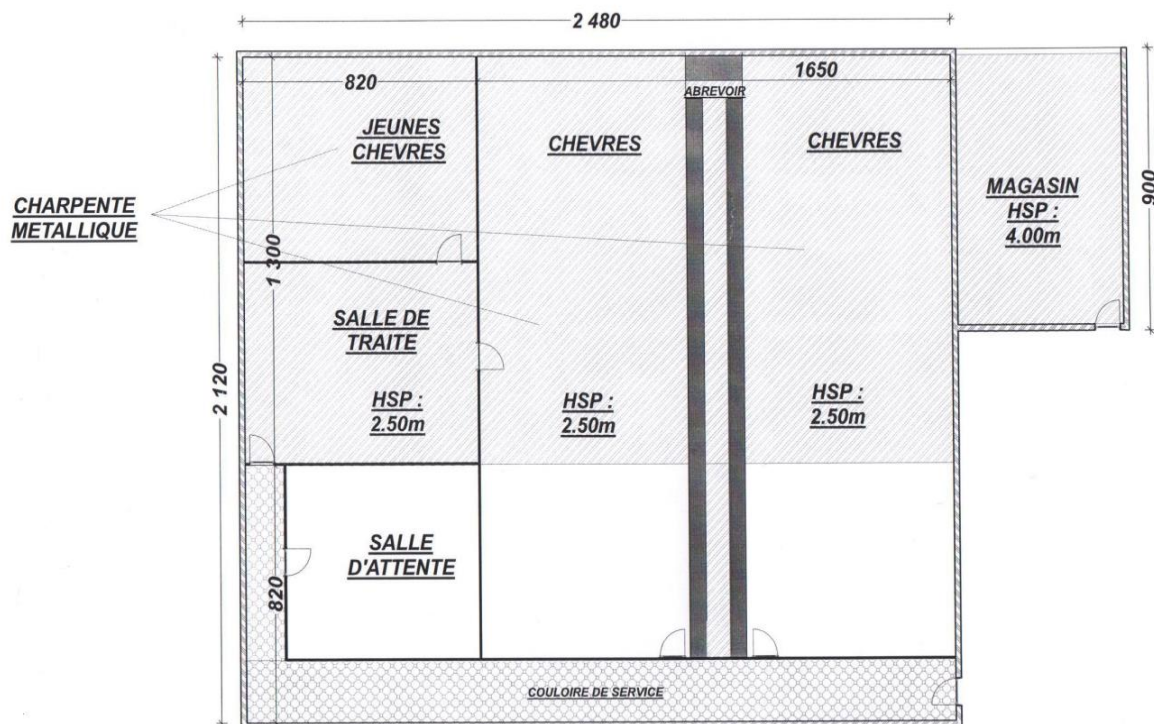 2 480
820
1650
ABREVOIR
JEUNES
CHEVRES
CHEVRES
CHEVRES
MAGASIN
HSP :
4.00m
900
CHARPENTE
METALLIQUE
1 300
2 120
SALLE DE
TRAITE
HSP :
2.50m
HSP :
2.50m
HSP :
2.50m
SALLE
D'ATTENTE
820
COULOIRE DE SERVICE